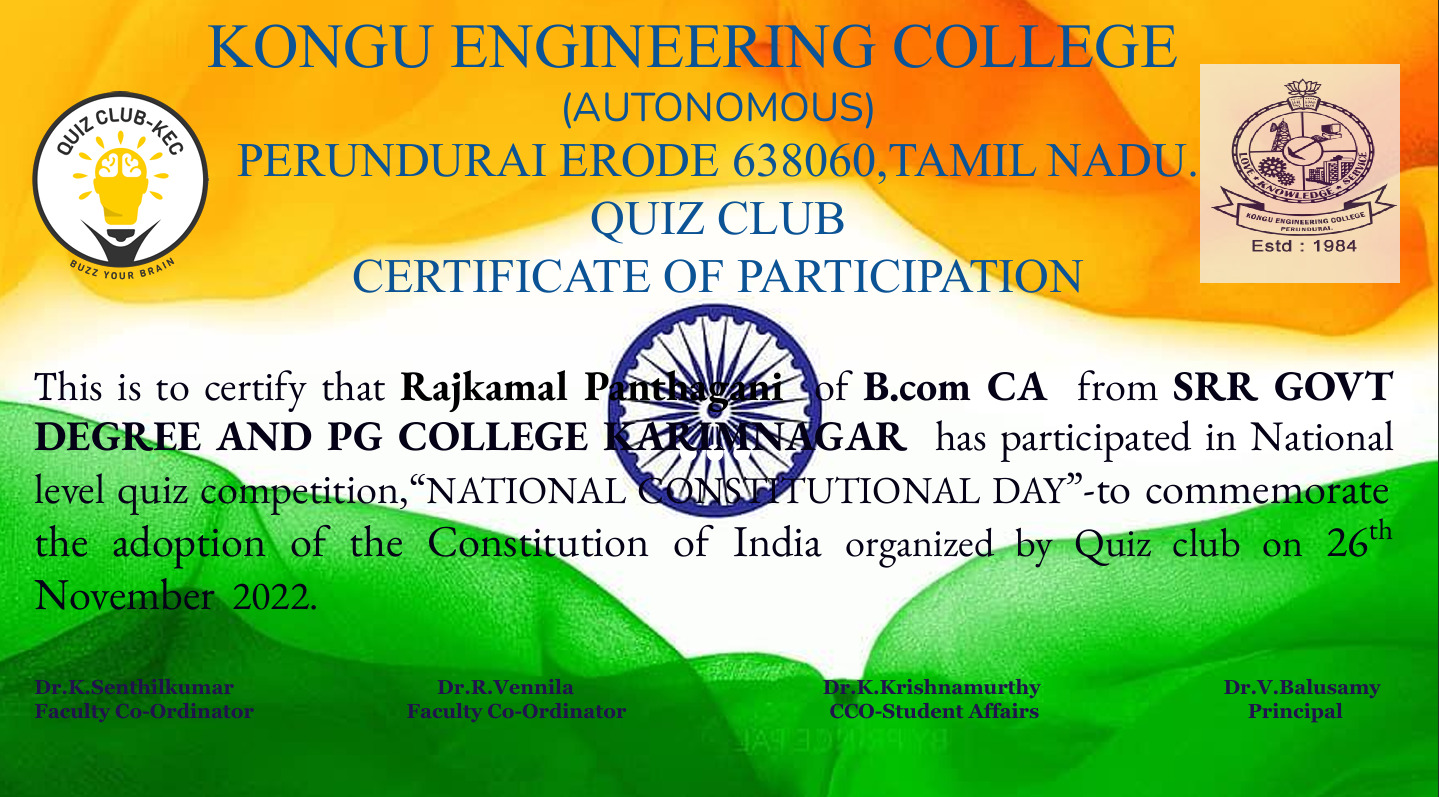 KONGU ENGINEERING COLLEGE
(AUTONOMOUS)
PERUNDURAI ERODE 638060,TAMIL NADU.
QUIZ CLUB
CERTIFICATE OF PARTICIPATION
QUIZ CLUB-KEC
BUZZ YOUR BRAIN
LOVE • KNOWLEDGE • SERVICE
KONGU ENGINEERING COLLEGE
PERUNDURAI.
Estd : 1984
This is to certify that Rajkamal Panthagani of B.com CA from SRR GOVT
DEGREE AND PG COLLEGE KARIMNAGAR has participated in National
level quiz competition,“NATIONAL CONSTITUTIONAL DAY”-to commemorate
the adoption of the Constitution of India organized by Quiz club on 26th
November 2022.
Dr.K.Senthilkumar
Faculty Co-Ordinator
Dr.R.Vennila
Faculty Co-Ordinator
Dr.K.Krishnamurthy
CCO-Student Affairs
Dr.V.Balusamy
Principal